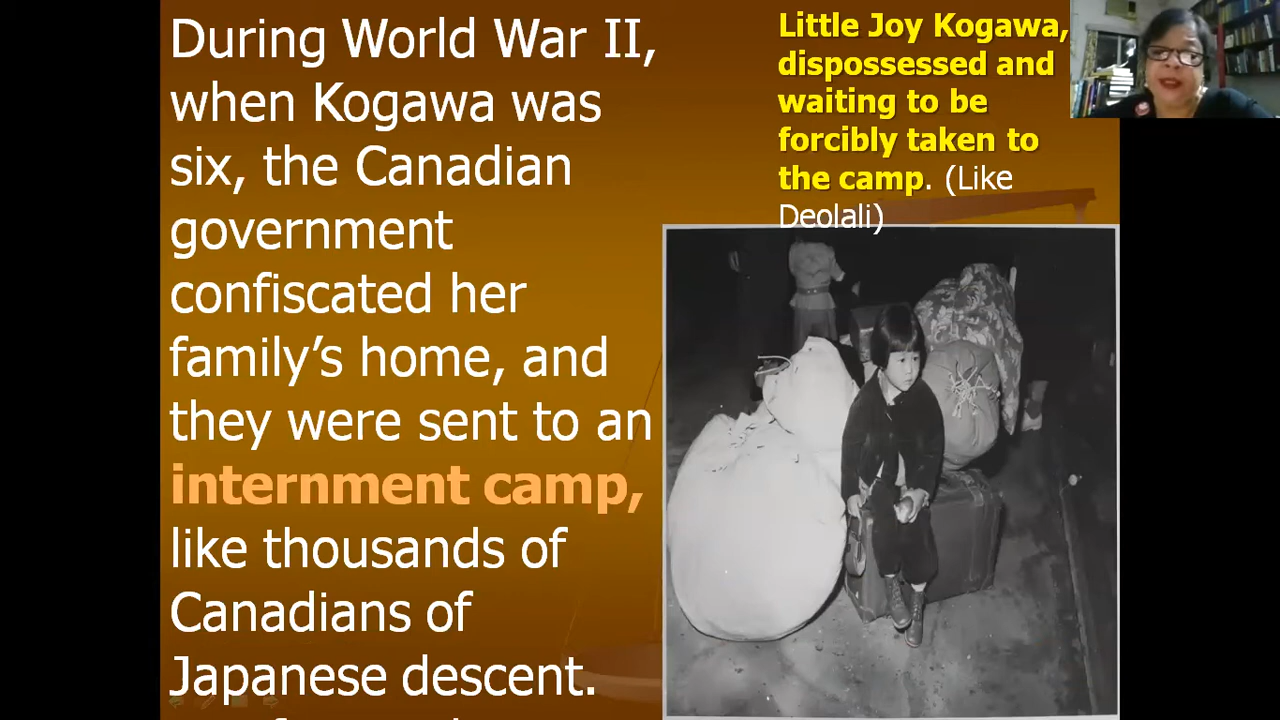 During World War II,
when Kogawa was
six, the Canadian
government
confiscated her
family’s home, and
they were sent to an
internment camp,
like thousands of
Canadians of
Japanese descent.
Little Joy Kogawa,
dispossessed and
waiting to be
forcibly taken to
the camp. (Like
Deolali)